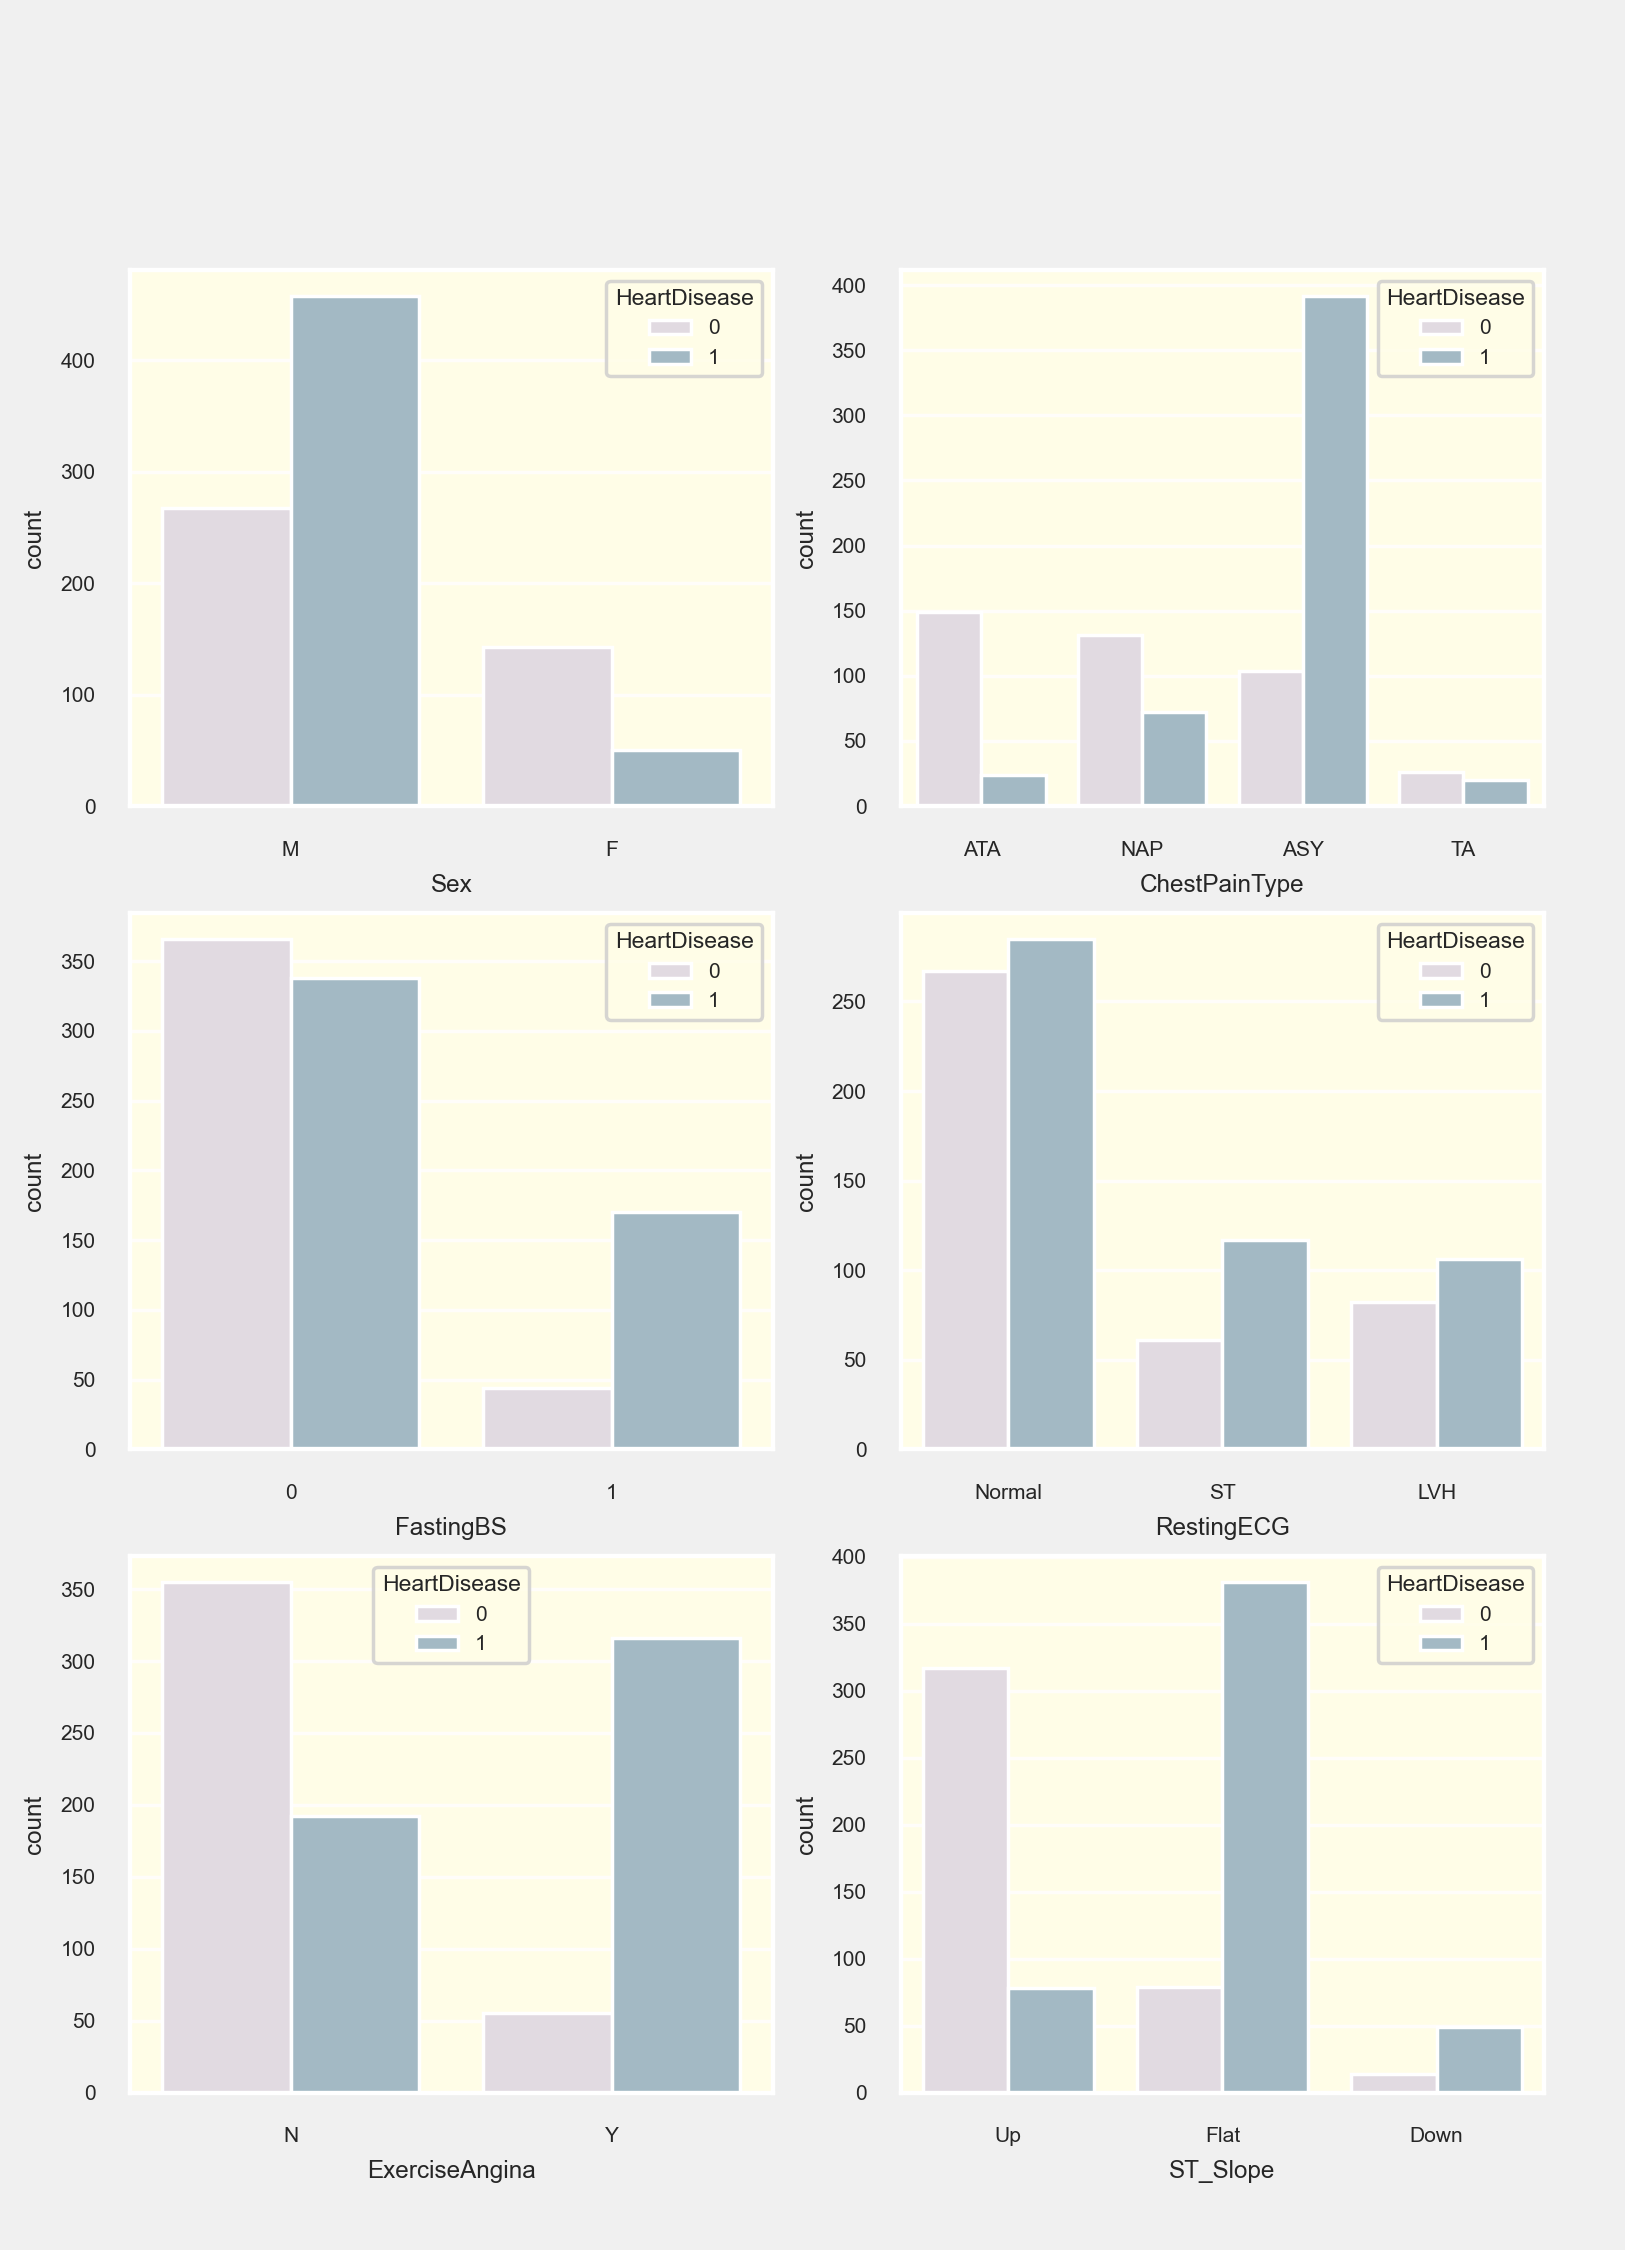 HeartDisease
0
1
400
300
200
100
0
count
M F
Sex
HeartDisease
0
1
400
350
300
250
200
150
100
50
0
count
ATA NAP ASY TA
ChestPainType
HeartDisease
0
1
350
300
250
200
150
100
50
0
count
0 1
FastingBS
HeartDisease
0
1
250
200
150
100
50
0
count
Normal ST LVH
RestingECG
HeartDisease
0
1
350
300
250
200
150
100
50
0
count
N Y
ExerciseAngina
HeartDisease
0
1
400
350
300
250
200
150
100
50
0
count
Up Flat Down
ST_Slope